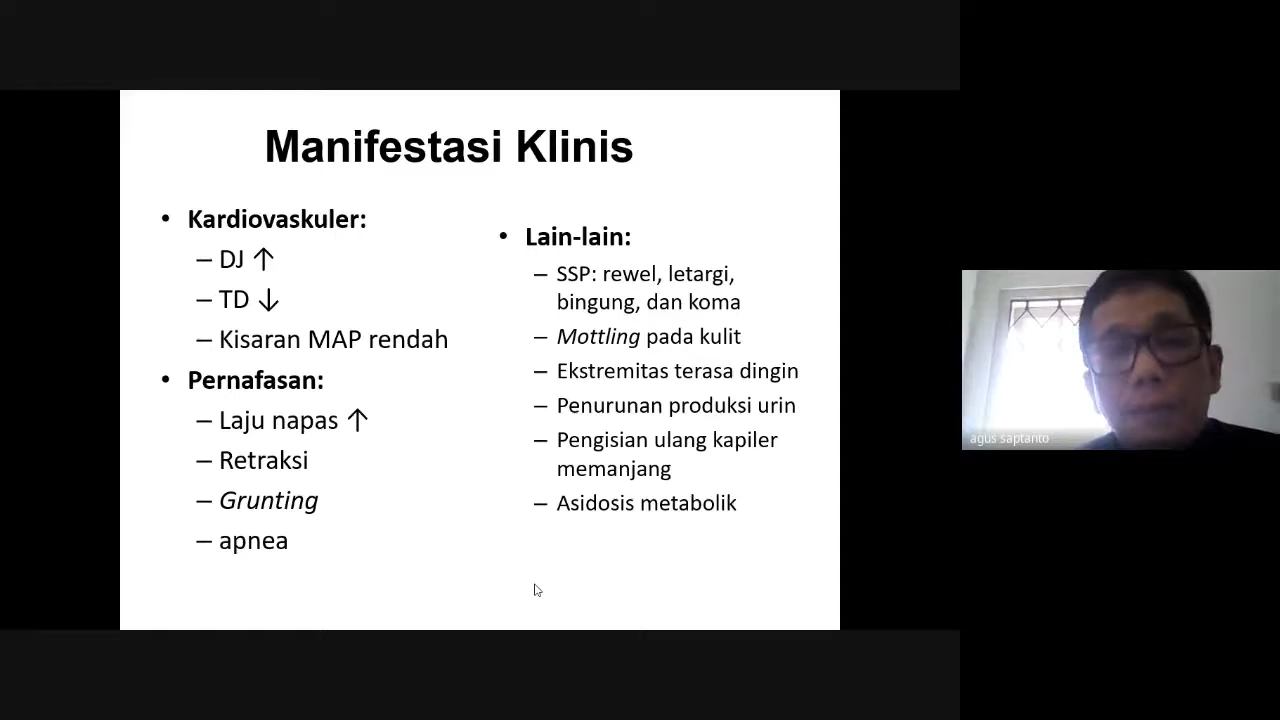 Manifestasi Klinis
• Kardiovaskuler:
– DJ ↑
– TD ↓
– Kisaran MAP rendah
• Pernafasan:
– Laju napas ↑
– Retraksi
– Grunting
– apnea
• Lain-lain:
– SSP: rewel, letargi,
bingung, dan koma
– Mottling pada kulit
– Ekstremitas terasa dingin
– Penurunan produksi urin
– Pengisian ulang kapiler
memanjang
– Asidosis metabolik
agus saptanto